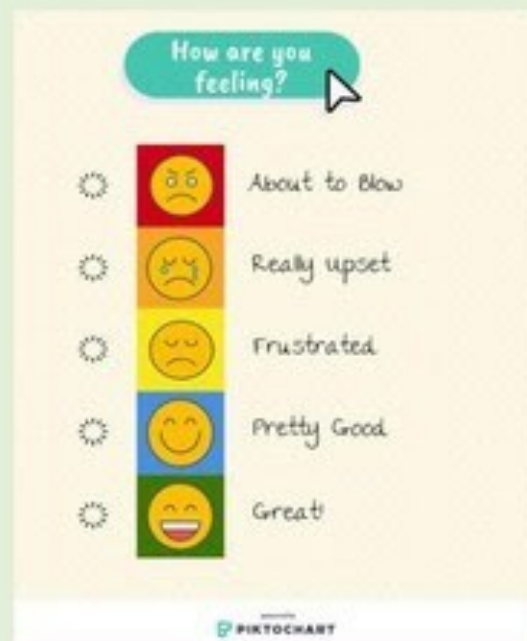 How are you
feeling?
About to Blow
Really upset
Frustrated
Pretty Good
Great!
PIKTOCHART